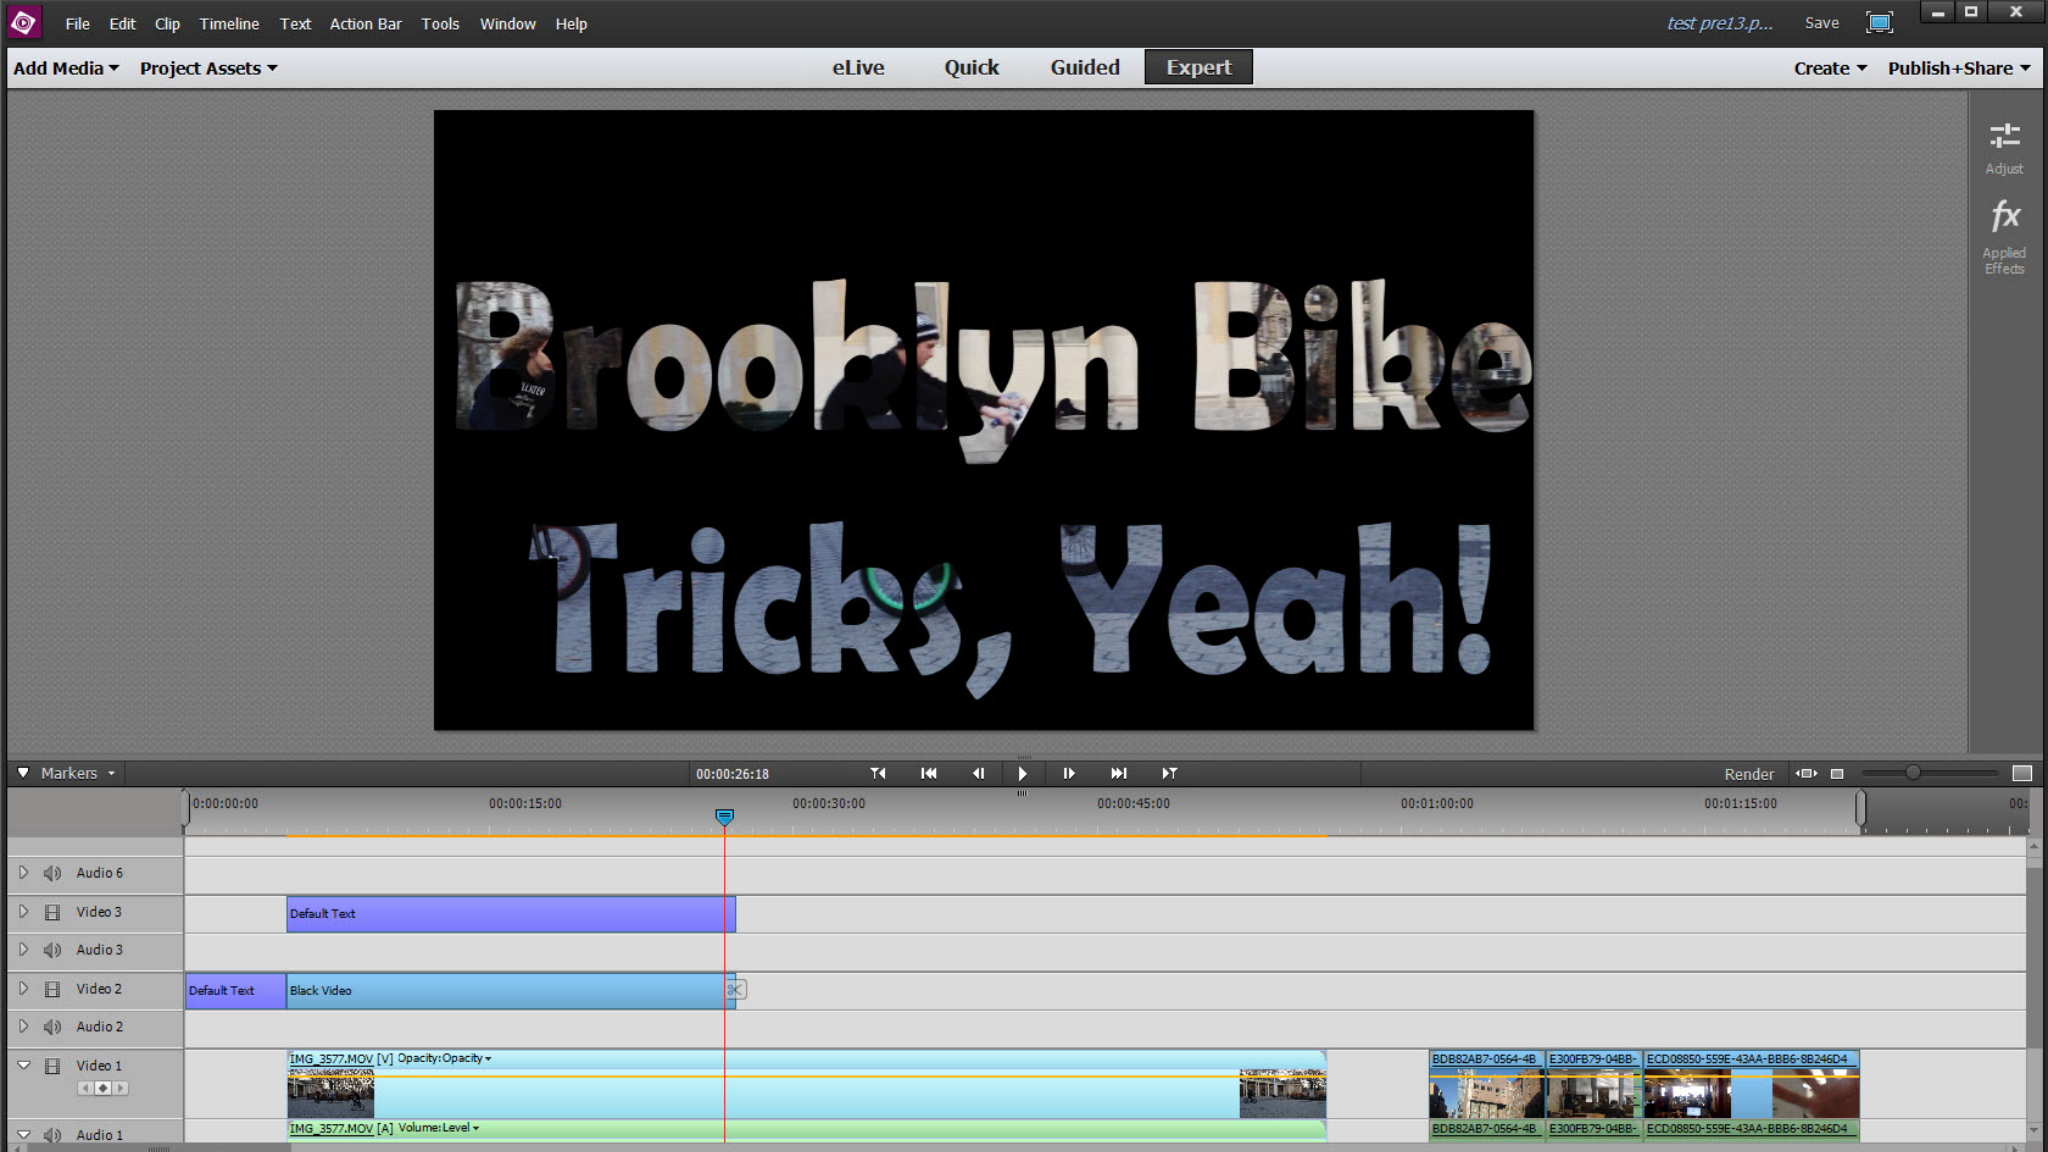 File Edit Clip Timeline Text Action Bar Tools Window Help test pre13.p... Save
Add Media Project Assets eLive Quick Guided Expert Create Publish+Share
Adjust
fx
Applied
Effects
Brooklyn Bike
Tricks, Yeah!
Markers 00:00:26:18 Render
0:00:00:00 00:00:15:00 00:00:30:00 00:00:45:00 00:01:00:00 00:01:15:00 00:
Audio 6
Video 3 Default Text
Audio 3
Video 2 Default Text Black Video
Audio 2
Video 1 IMG_3577.MOV [V] Opacity:Opacity BDB82AB7-0564-4B E300FB79-04BB- ECD08850-559E-43AA-BBB6-8B246D4
Audio 1 IMG_3577.MOV [A] Volume:Level BDB82AB7-0564-4B E300FB79-04BB- ECD08850-559E-43AA-BBB6-8B246D4